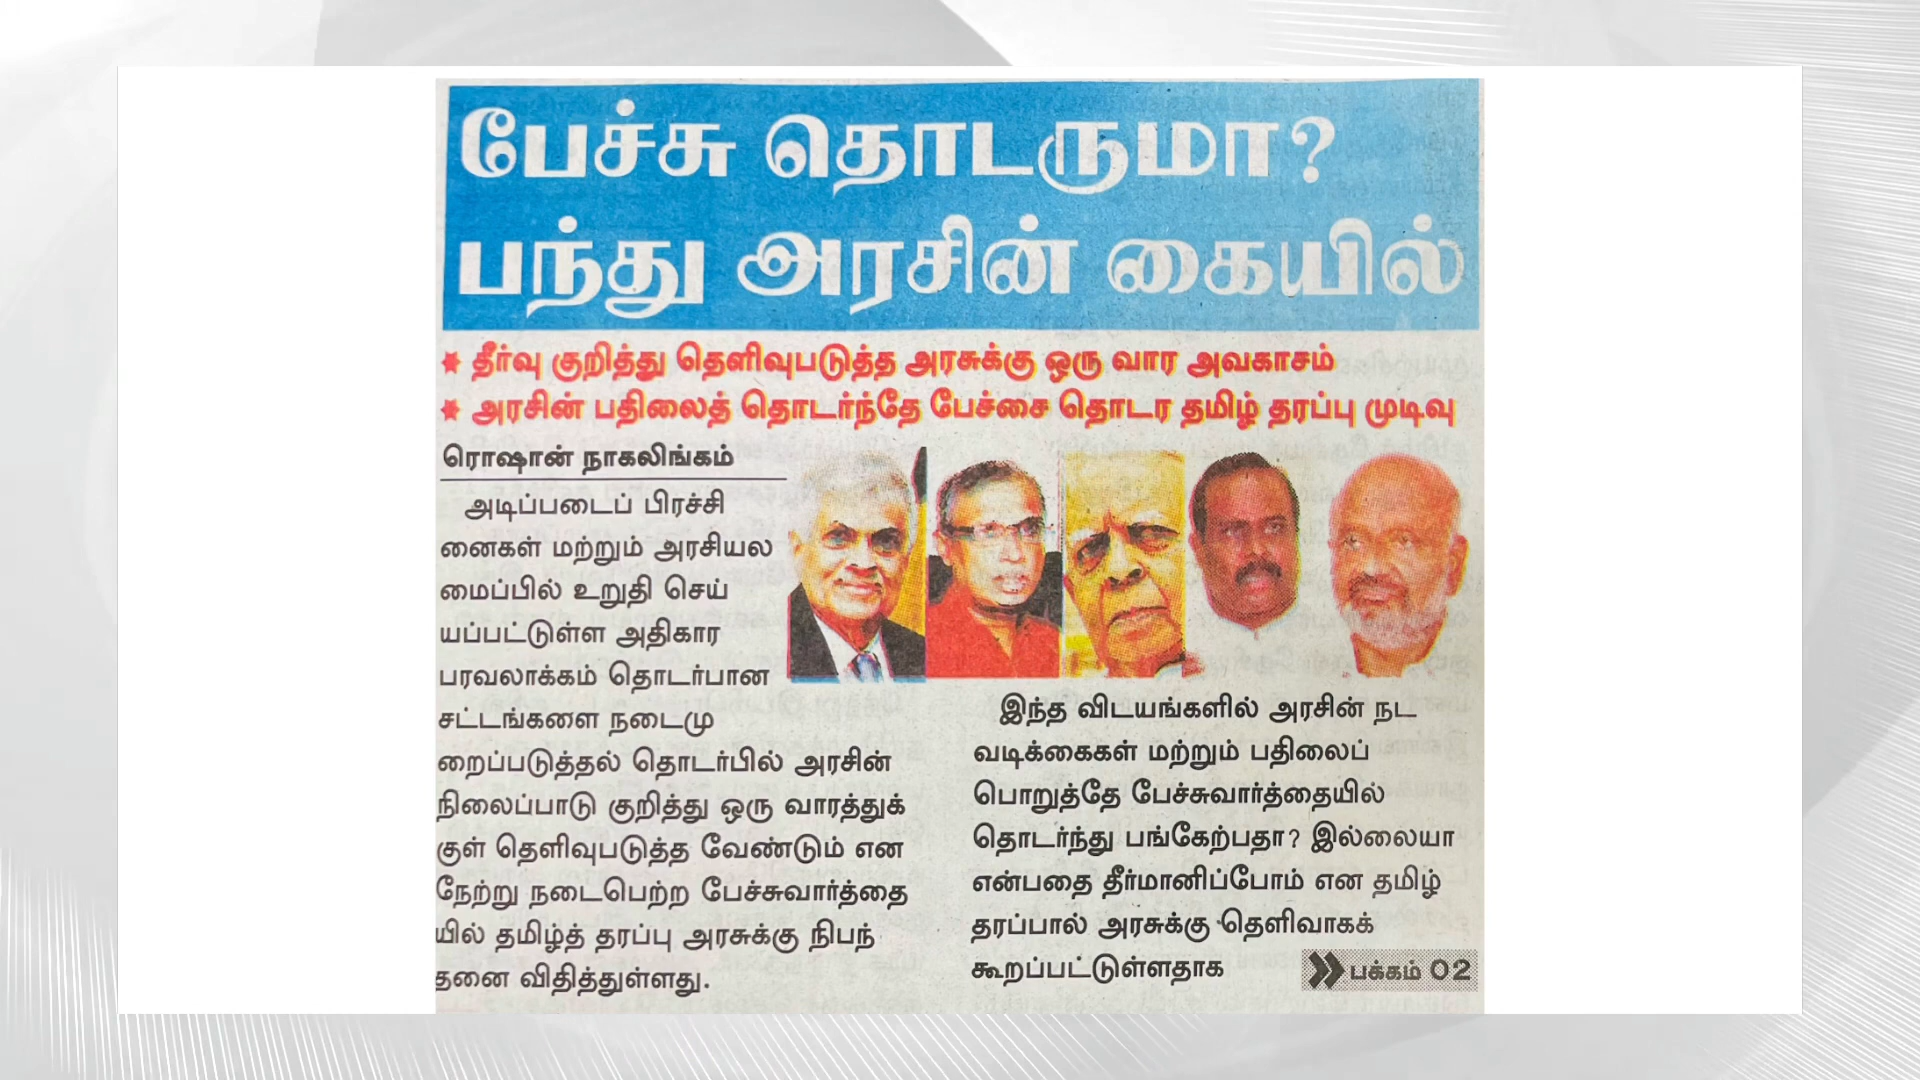 பேச்சு தொடருமா?
பந்து அரசின் கையில்
★ தீர்வு குறித்து தெளிவுபடுத்த அரசுக்கு ஒரு வார அவகாசம்
★ அரசின் பதிலைத் தொடர்ந்தே பேச்சை தொடர தமிழ் தரப்பு முடிவு
ரொஷான் நாகலிங்கம்
அடிப்படைப் பிரச்சி
னைகள் மற்றும் அரசியல
மைப்பில் உறுதி செய்
யப்பட்டுள்ள அதிகார
பரவலாக்கம் தொடர்பான
சட்டங்களை நடைமு
றைப்படுத்தல் தொடர்பில் அரசின்
நிலைப்பாடு குறித்து ஒரு வாரத்துக்
குள் தெளிவுபடுத்த வேண்டும் என
நேற்று நடைபெற்ற பேச்சுவார்த்தை
யில் தமிழ்த் தரப்பு அரசுக்கு நிபந்
தனை விதித்துள்ளது.
இந்த விடயங்களில் அரசின் நட
வடிக்கைகள் மற்றும் பதிலைப்
பொறுத்தே பேச்சுவார்த்தையில்
தொடர்ந்து பங்கேற்பதா? இல்லையா
என்பதை தீர்மானிப்போம் என தமிழ்
தரப்பால் அரசுக்கு தெளிவாகக்
கூறப்பட்டுள்ளதாக
பக்கம் 02